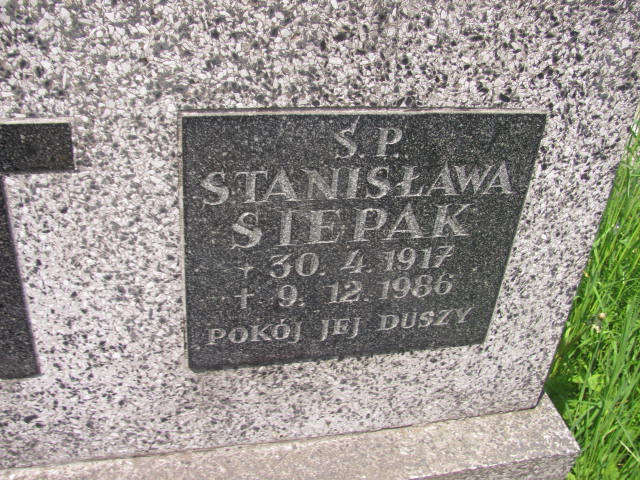 Ś.P.
STANISŁAWA
SIEPAK
+ 30. 4. 1917
+ 9. 12. 1986
POKÓJ JEJ DUSZY